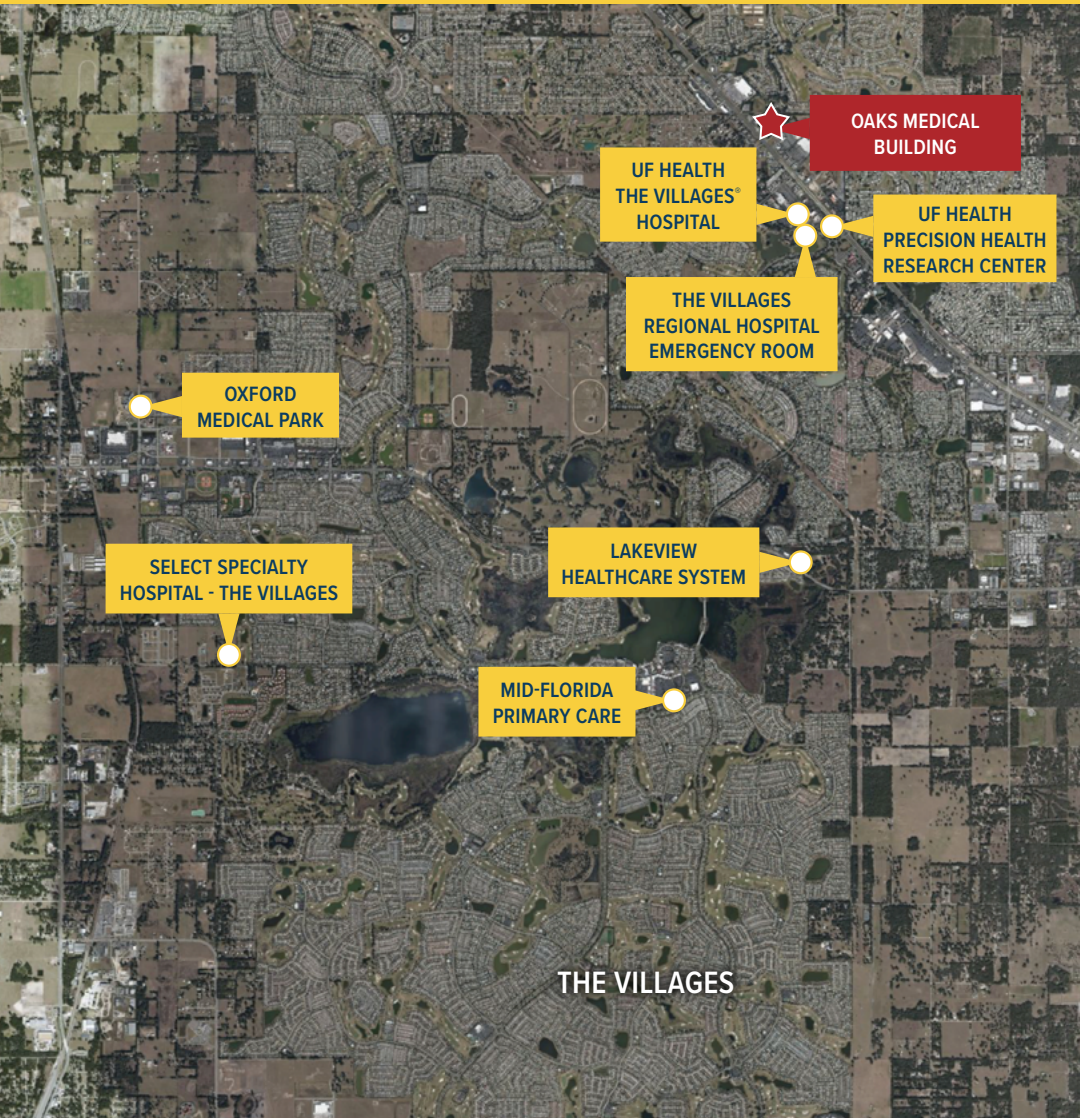 OAKS MEDICAL
BUILDING
UF HEALTH
THE VILLAGES®
HOSPITAL
UF HEALTH
PRECISION HEALTH
RESEARCH CENTER
THE VILLAGES
REGIONAL HOSPITAL
EMERGENCY ROOM
OXFORD
MEDICAL PARK
LAKEVIEW
HEALTHCARE SYSTEM
SELECT SPECIALTY
HOSPITAL - THE VILLAGES
MID-FLORIDA
PRIMARY CARE
THE VILLAGES